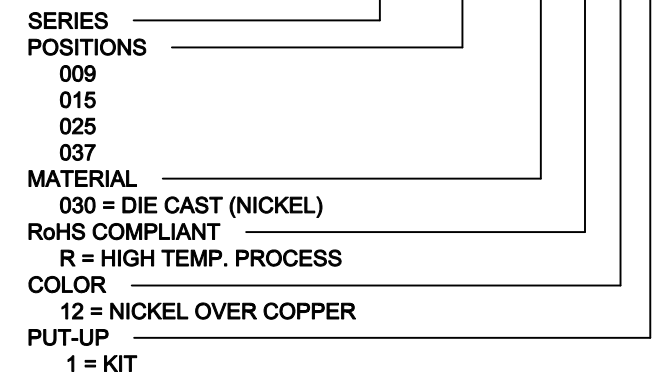 SERIES
POSITIONS
009
015
025
037
MATERIAL
030 = DIE CAST (NICKEL)
RoHS COMPLIANT
R = HIGH TEMP. PROCESS
COLOR
12 = NICKEL OVER COPPER
PUT-UP
1 = KIT